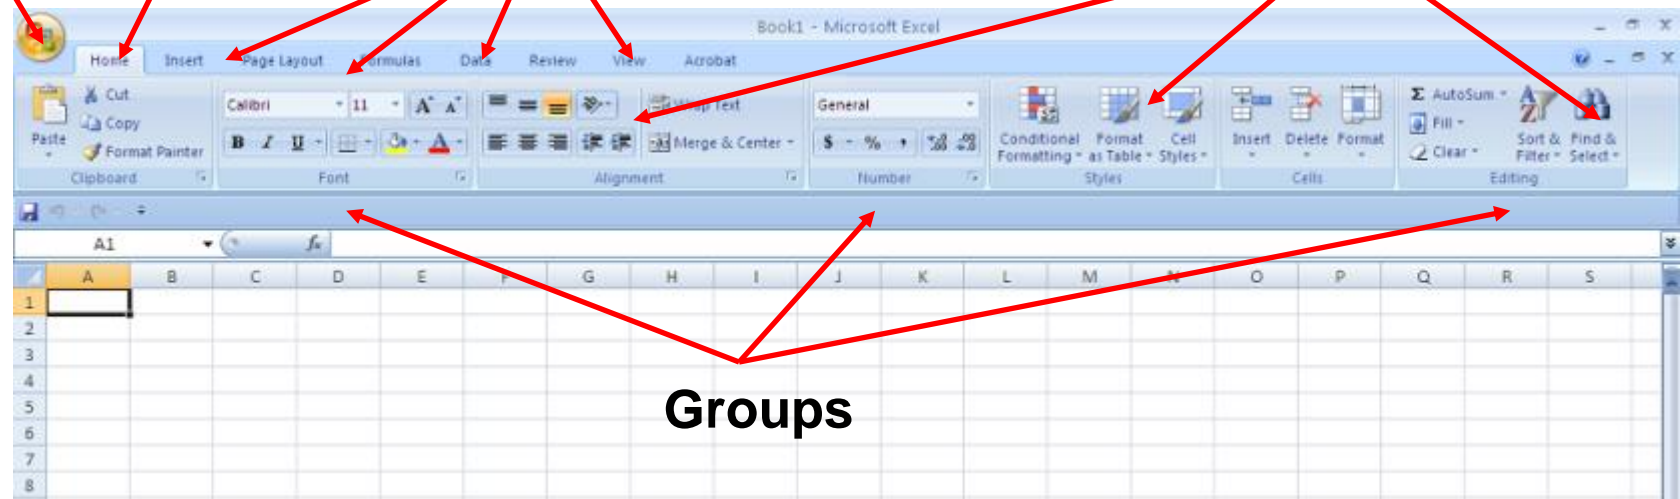 Book1 - Microsoft Excel
Home Insert Page Layout Formulas Data Review View Acrobat
Cut
Copy
Paste
Format Painter
Clipboard
Calibri 11 A A
B I U A
Font
Wrap Text
Merge & Center
Alignment
General
$ % ,
Number
Conditional Formatting
Format as Table
Cell Styles
Styles
Insert Delete Format
Cells
Σ AutoSum
Fill
Clear
Sort & Filter
Find & Select
Editing
A1 fx
A B C D E F G H I J K L M N O P Q R S
1
2
3
4
5
6
7
8
Groups